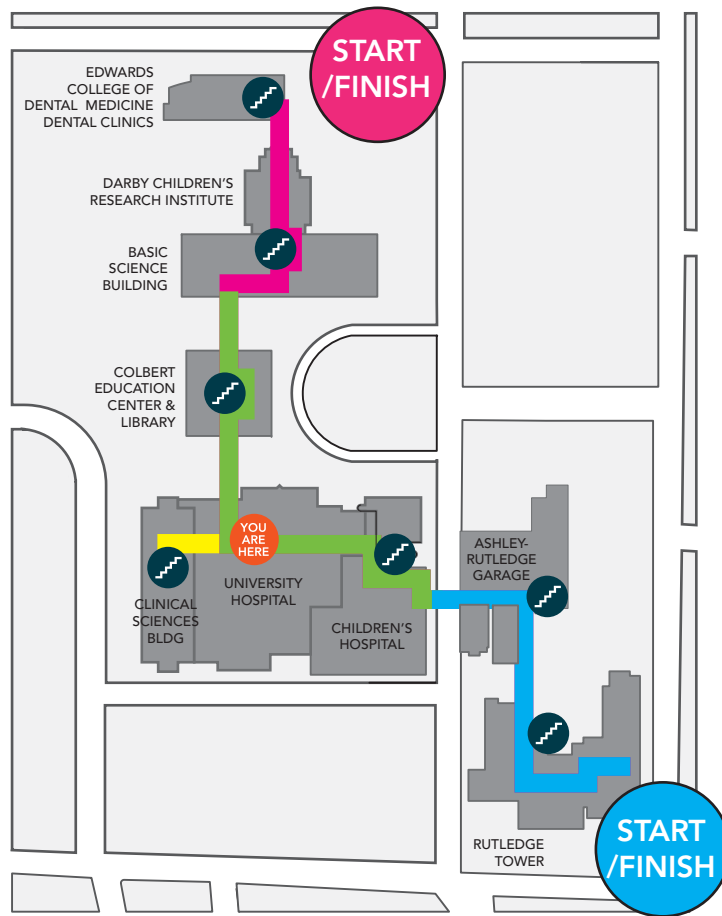 START
/FINISH
EDWARDS
COLLEGE OF
DENTAL MEDICINE
DENTAL CLINICS
DARBY CHILDREN'S
RESEARCH INSTITUTE
BASIC
SCIENCE
BUILDING
COLBERT
EDUCATION
CENTER &
LIBRARY
YOU
ARE
HERE
ASHLEY-
RUTLEDGE
GARAGE
UNIVERSITY
HOSPITAL
CLINICAL
SCIENCES
BLDG
CHILDREN'S
HOSPITAL
RUTLEDGE
TOWER
START
/FINISH